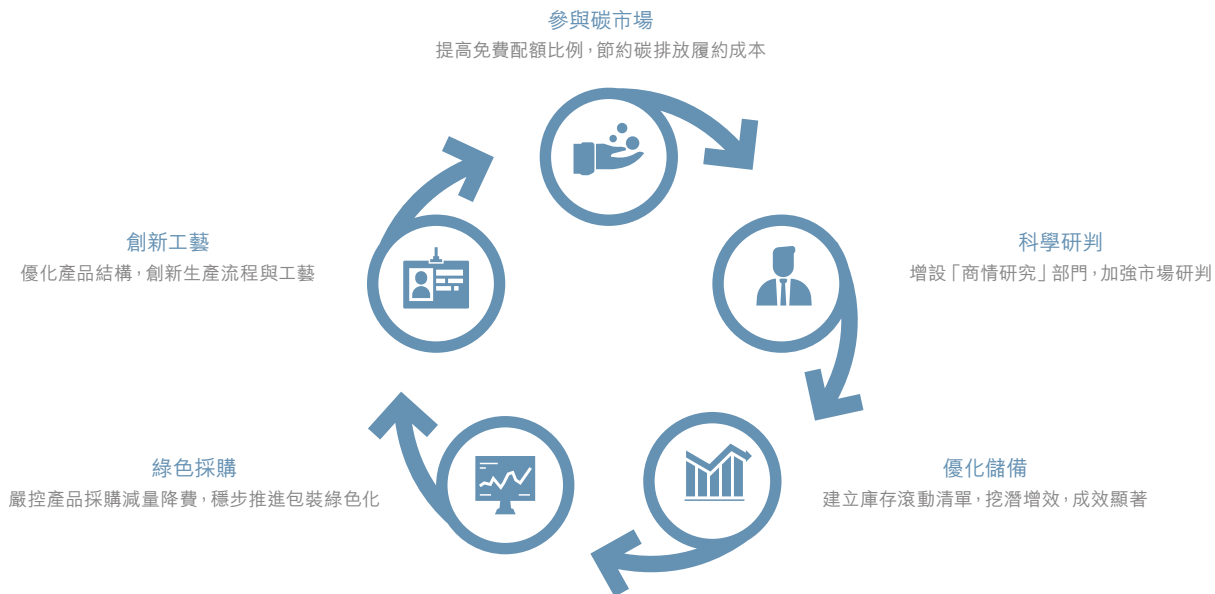 參與碳市場
提高免費配額比例，節約碳排放履約成本
創新工藝
優化產品結構，創新生產流程與工藝
科學研判
增設「商情研究」部門，加強市場研判
綠色採購
嚴控產品採購減量降費，穩步推進包裝綠色化
優化儲備
建立庫存滾動清單，挖潛增效，成效顯著